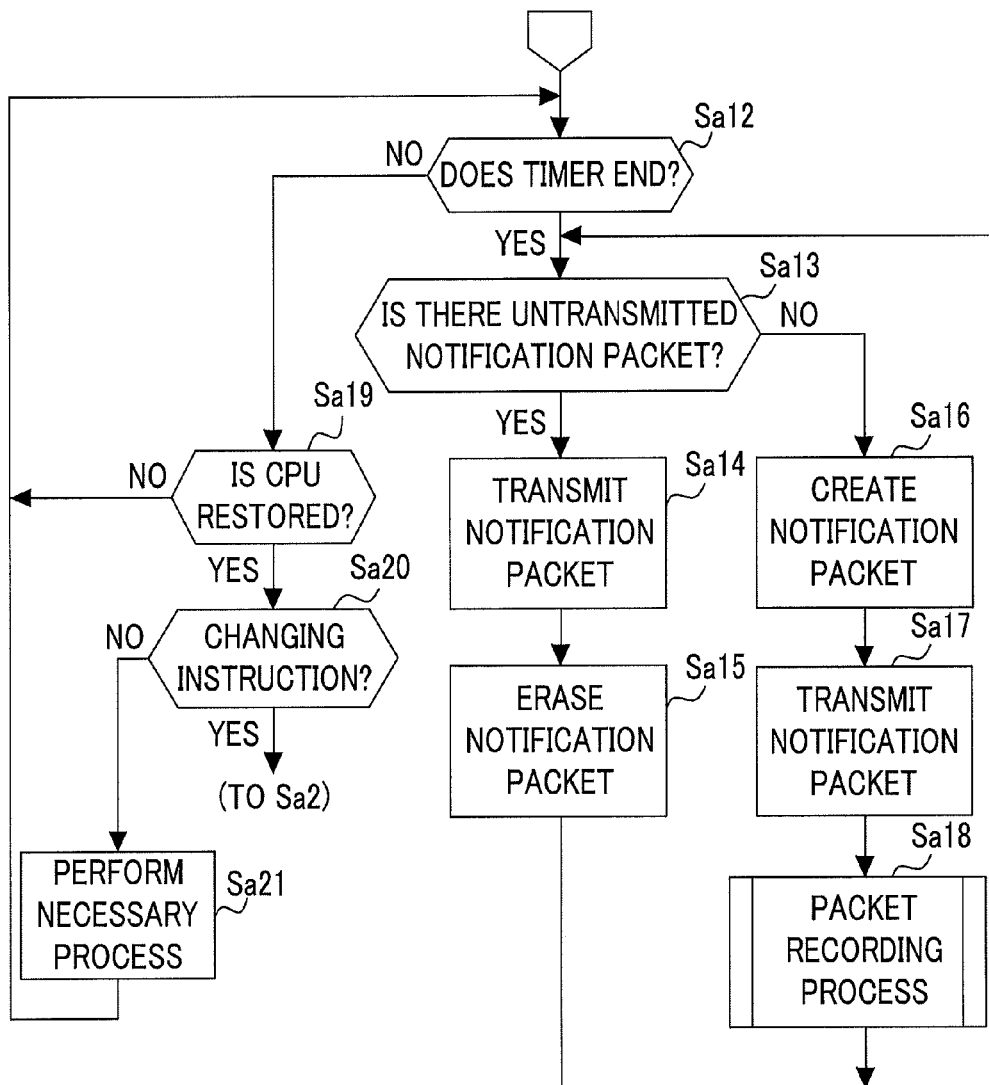 Sa12
NO
DOES TIMER END?
YES
Sa13
IS THERE UNTRANSMITTED
NOTIFICATION PACKET?
NO
YES
Sa19
NO
IS CPU
RESTORED?
YES
Sa14
TRANSMIT
NOTIFICATION
PACKET
Sa16
CREATE
NOTIFICATION
PACKET
Sa20
NO
CHANGING
INSTRUCTION?
YES
(TO Sa2)
Sa15
ERASE
NOTIFICATION
PACKET
Sa17
TRANSMIT
NOTIFICATION
PACKET
Sa21
PERFORM
NECESSARY
PROCESS
Sa18
PACKET
RECORDING
PROCESS